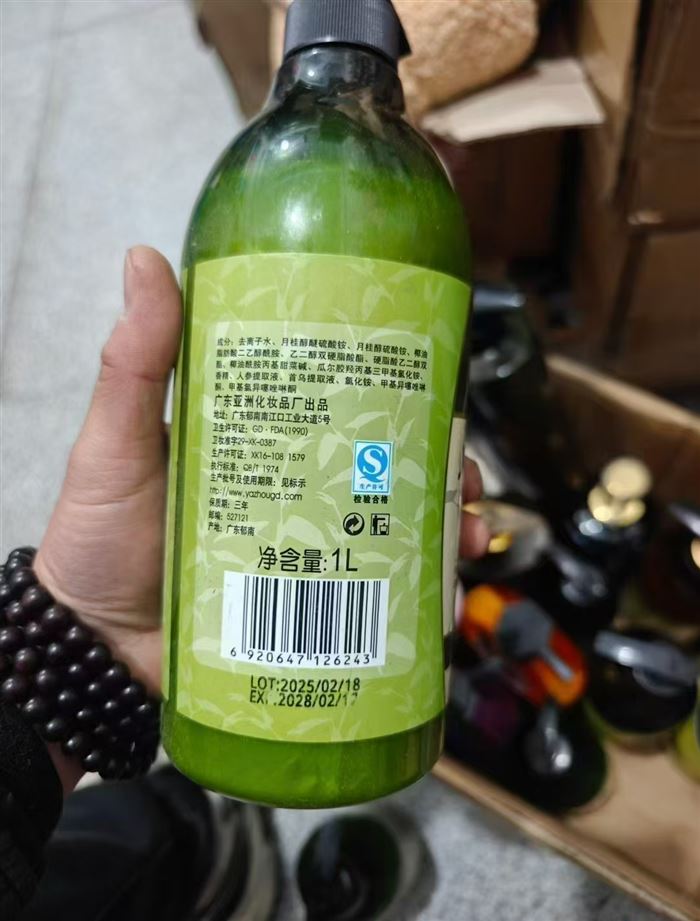 成分：去离子水、月桂醇醚硫酸铵、月桂醇硫酸铵、椰油
脂肪酸二乙醇酰胺、乙二醇双硬脂酸酯、硬脂酸乙二醇双
酯、椰油酰胺丙基甜菜碱、瓜尔胶羟丙基三甲基氯化铵、
香精、人参提取液、首乌提取液、氯化铵、甲基异噻唑啉
酮、甲基氯异噻唑啉酮
广东亚洲化妆品厂出品
地址：广东郁南南江口工业大道5号
卫生许可证：GD·FDA(1990)
卫妆准字29-XK-0387
生产许可证：XK16-108 1579
执行标准：QB/T 1974
生产批号及使用期限：见标示
http://www.yazhougd.com
保质期：三年
邮编：527121
产地：广东郁南
生产许可
检验合格
净含量:1L
6 920647 126243
LOT:2025/02/18
EXP.2028/02/17